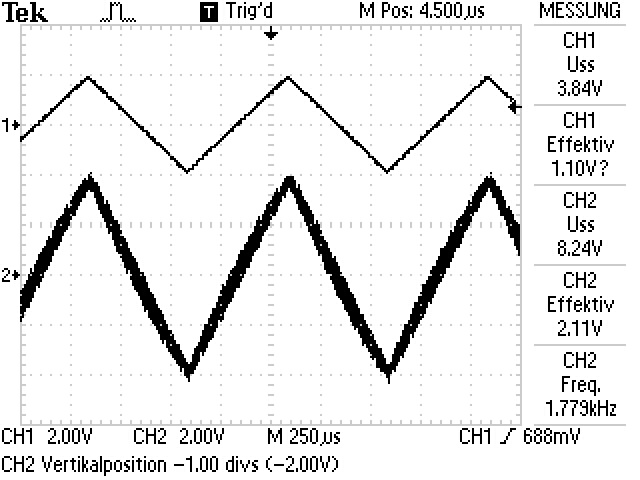 Tek T Trig'd M Pos: 4.500µs MESSUNG
CH1
Uss
3.84V
1
CH1
Effektiv
1.10V?
CH2
Uss
8.24V
2
CH2
Effektiv
2.11V
CH2
Freq.
1.779kHz
CH1 2.00V CH2 2.00V M 250µs CH1 688mV
CH2 Vertikalposition -1.00 divs (-2.00V)